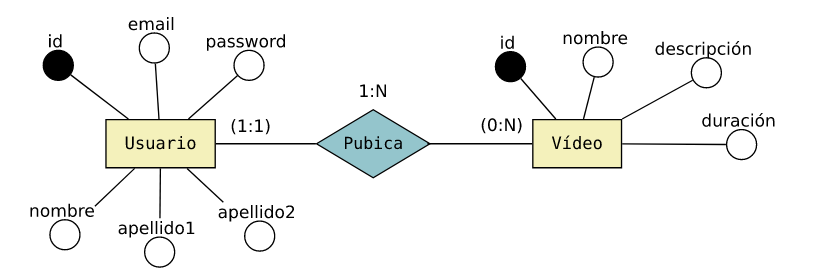 id
email
password
id
nombre
descripción
duración
1:N
(1:1)
(0:N)
Usuario
Pubica
Vídeo
nombre
apellido1
apellido2